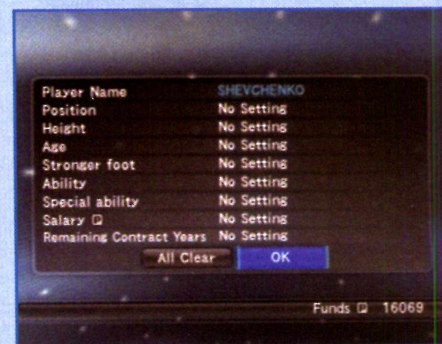 Player Name SHEVCHENKO
Position No Setting
Height No Setting
Age No Setting
Stronger foot No Setting
Ability No Setting
Special ability No Setting
Salary P No Setting
Remaining Contract Years No Setting
All Clear OK
Funds P 16069